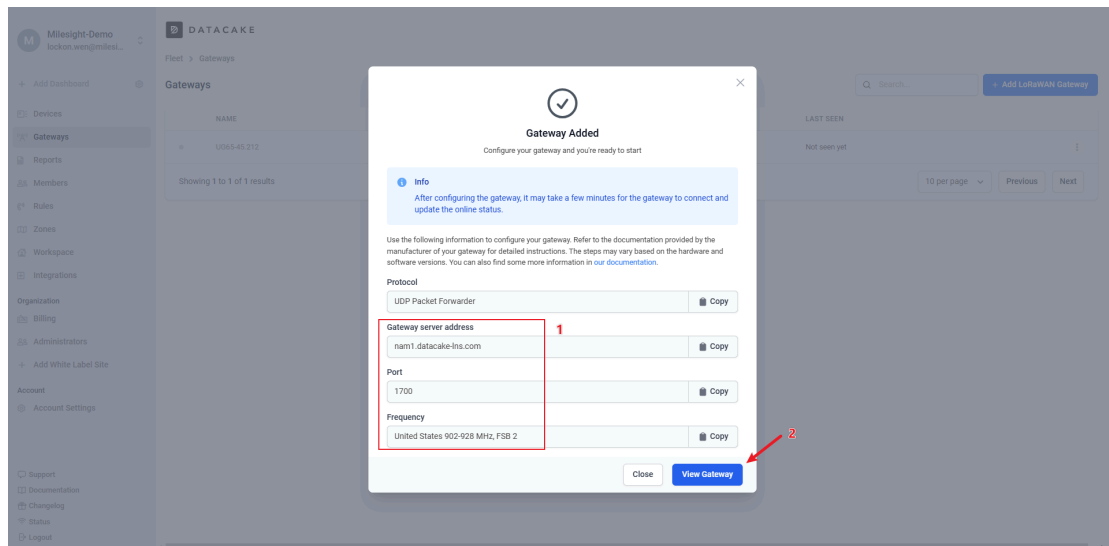 M
Milesight-Demo
lockon.wen@milesi...
DATACAKE
Fleet > Gateways
+ Add Dashboard
Gateways
Search...
+ Add LoRaWAN Gateway
Devices
Gateways
Reports
Members
Rules
Zones
Workspace
Integrations
Organization
Billing
Administrators
+ Add White Label Site
Account
Account Settings
Support
Documentation
Changelog
Status
Logout
NAME
LAST SEEN
UG65-45.212
Not seen yet
Showing 1 to 1 of 1 results
10 per page
Previous
Next
Gateway Added
Configure your gateway and you're ready to start
Info
After configuring the gateway, it may take a few minutes for the gateway to connect and
update the online status.
Use the following information to configure your gateway. Refer to the documentation provided by the
manufacturer of your gateway for detailed instructions. The steps may vary based on the hardware and
software versions. You can also find some more information in our documentation.
Protocol
UDP Packet Forwarder
Copy
Gateway server address
1
nam1.datacake-lns.com
Copy
Port
1700
Copy
Frequency
United States 902-928 MHz, FSB 2
Copy
2
Close
View Gateway